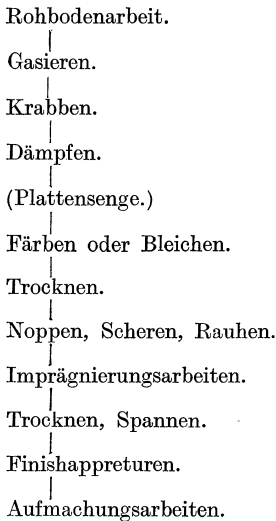 Rohbodenarbeit.
Gasieren.
Krabben.
Dämpfen.
(Plattensenge.)
Färben oder Bleichen.
Trocknen.
Noppen, Scheren, Rauhen.
Imprägnierungsarbeiten.
Trocknen, Spannen.
Finishappreturen.
Aufmachungsarbeiten.